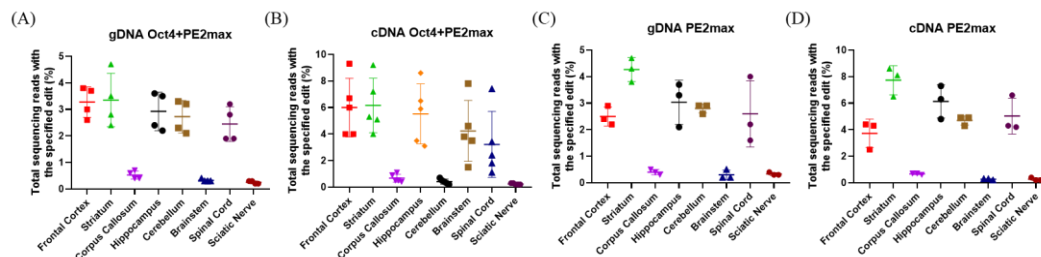 (A)
gDNA Oct4+PE2max
Total sequencing reads with
the specified edit (%)
5
4
3
2
1
0
Frontal Cortex
Striatum
Corpus Callosum
Hippocampus
Cerebellum
Brainstem
Spinal Cord
Sciatic Nerve
(B)
cDNA Oct4+PE2max
Total sequencing reads with
the specified edit (%)
10
8
6
4
2
0
Frontal Cortex
Striatum
Corpus Callosum
Hippocampus
Cerebellum
Brainstem
Spinal Cord
Sciatic Nerve
(C)
gDNA PE2max
Total sequencing reads with
the specified edit (%)
5
4
3
2
1
0
Frontal Cortex
Striatum
Corpus Callosum
Hippocampus
Cerebellum
Brainstem
Spinal Cord
Sciatic Nerve
(D)
cDNA PE2max
Total sequencing reads with
the specified edit (%)
10
8
6
4
2
0
Frontal Cortex
Striatum
Corpus Callosum
Hippocampus
Cerebellum
Brainstem
Spinal Cord
Sciatic Nerve